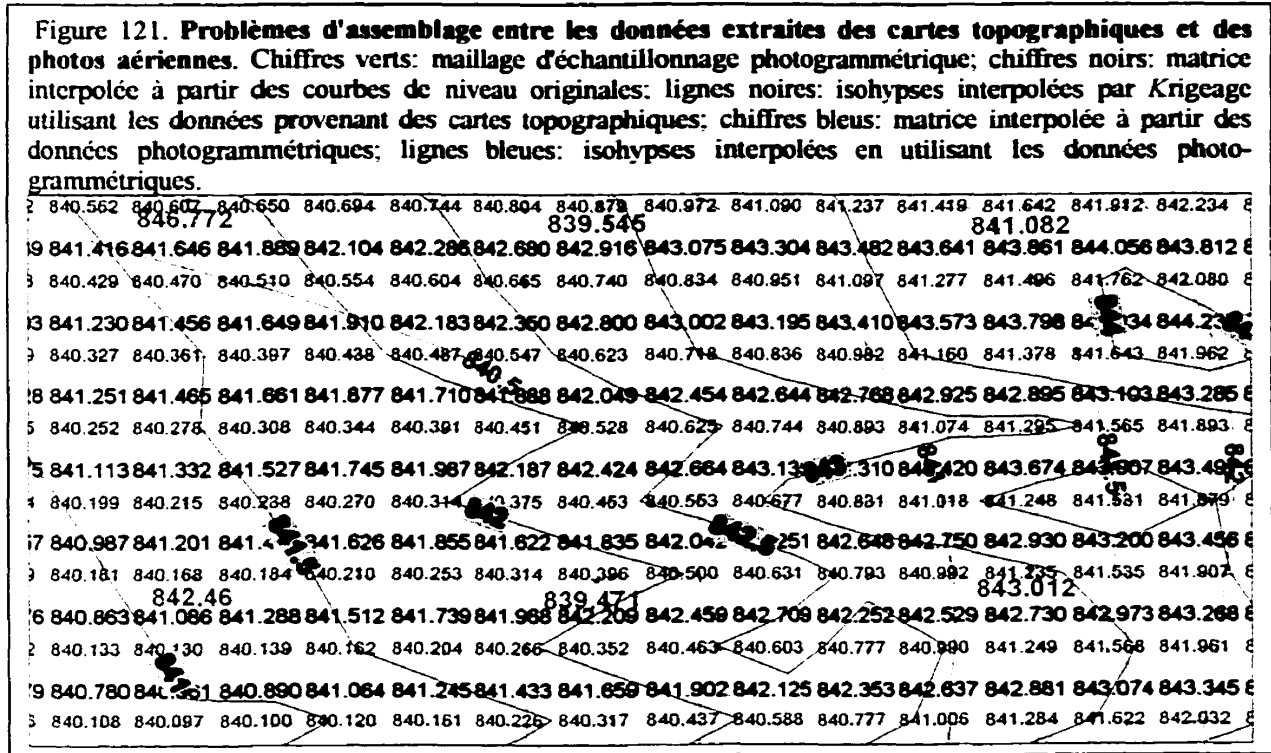 Figure 121. Problèmes d'assemblage entre les données extraites des cartes topographiques et des
photos aériennes. Chiffres verts: maillage d'échantillonnage photogrammétrique; chiffres noirs: matrice
interpolée à partir des courbes de niveau originales: lignes noires: isohypses interpolées par Krigeage
utilisant les données provenant des cartes topographiques; chiffres bleus: matrice interpolée à partir des
données photogrammétriques; lignes bleues: isohypses interpolées en utilisant les données photo-
grammétriques.
840.562 840.607 840.650 840.694 840.744 840.804 840.878 840.972 841.090 841.237 841.419 841.642 841.912 842.234
846.772 839.545 841.082
841.416 841.646 841.869 842.104 842.286 842.680 842.916 843.075 843.304 843.482 843.641 843.861 844.056 843.812
840.429 840.470 840.510 840.554 840.604 840.665 840.740 840.834 840.951 841.097 841.277 841.496 841.762 842.080
841.230 841.456 841.649 841.910 842.183 842.350 842.800 843.002 843.195 843.410 843.573 843.798
840.327 840.361 840.397 840.438 840.487 840.547 840.623 840.718 840.836 840.982 841.160 841.378 841.643 841.962
840.5
841.251 841.465 841.661 841.877 841.710 841.888 842.049 842.454 842.644 842.768 842.925 842.895 843.103 843.285
840.252 840.278 840.308 840.344 840.391 840.451 840.528 840.625 840.744 840.893 841.074 841.295 841.565 841.893
841.113 841.332 841.527 841.745 841.987 842.187 842.424 842.664 843.674 843.907
841.5 842
840.199 840.215 840.238 840.270 840.375 840.453 840.553 840.677 840.831 841.018 841.248 841.531 841.879
840.987 841.201 841.626 841.855 841.622 841.835 842.648 842.750 842.930 843.200 843.456
840.161 840.168 840.184 840.210 840.253 840.314 840.396 840.500 840.631 840.793 840.992 841.235 841.535 841.907
842.46 839.471 843.012
840.863 841.086 841.288 841.512 841.739 841.968 842.209 842.459 842.709 842.252 842.529 842.730 842.973 843.268
840.133 840.130 840.139 840.162 840.204 840.266 840.352 840.463 840.603 840.777 840.990 841.249 841.568 841.961
840.780 840.890 841.064 841.245 841.433 841.659 841.902 842.125 842.353 842.637 842.881 843.074 843.345
840.108 840.097 840.100 840.120 840.161 840.226 840.317 840.437 840.588 840.777 841.006 841.284 841.622 842.032